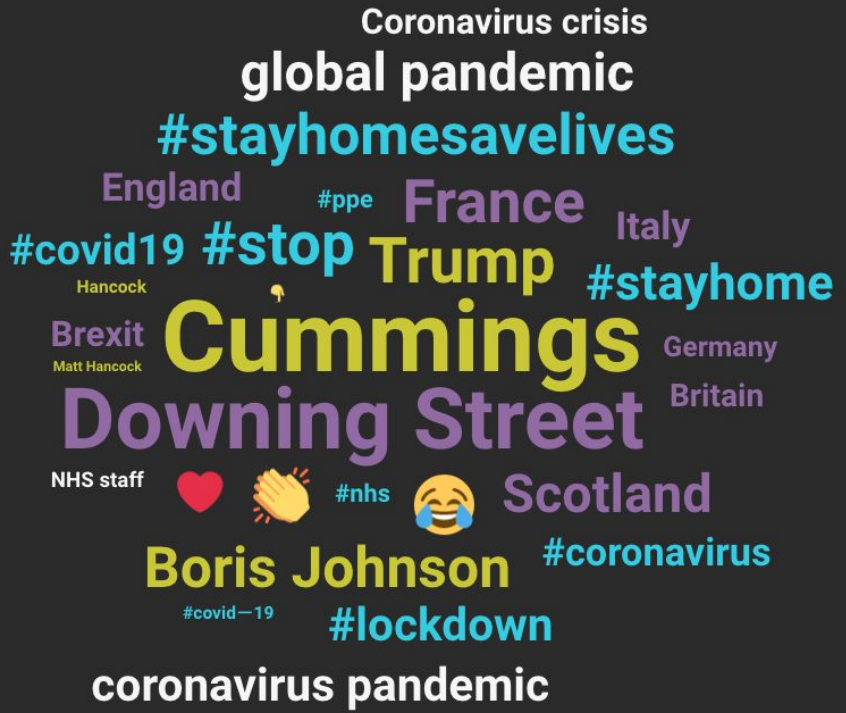 Coronavirus crisis
global pandemic
#stayhomesavelives
England #ppe France Italy
#covid19 #stop Trump #stayhome
Hancock
Brexit Cummings Germany
Matt Hancock
Downing Street Britain
NHS staff #nhs Scotland
Boris Johnson #coronavirus
#covid—19 #lockdown
coronavirus pandemic